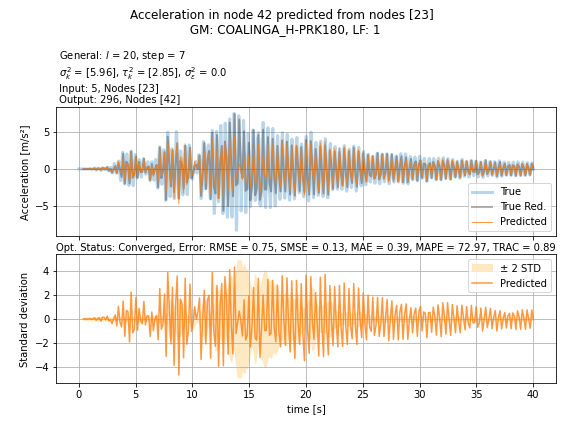 Acceleration in node 42 predicted from nodes [23]
GM: COALINGA_H-PRK180, LF: 1
General: l = 20, step = 7
σ²ₖ = [5.96], τ²ₖ = [2.85], σ²ε = 0.0
Input: 5, Nodes [23]
Output: 296, Nodes [42]
Acceleration [m/s²]
5
0
−5
True
True Red.
Predicted
Opt. Status: Converged, Error: RMSE = 0.75, SMSE = 0.13, MAE = 0.39, MAPE = 72.97, TRAC = 0.89
Standard deviation
4
2
0
−2
−4
± 2 STD
Predicted
0 5 10 15 20 25 30 35 40
time [s]